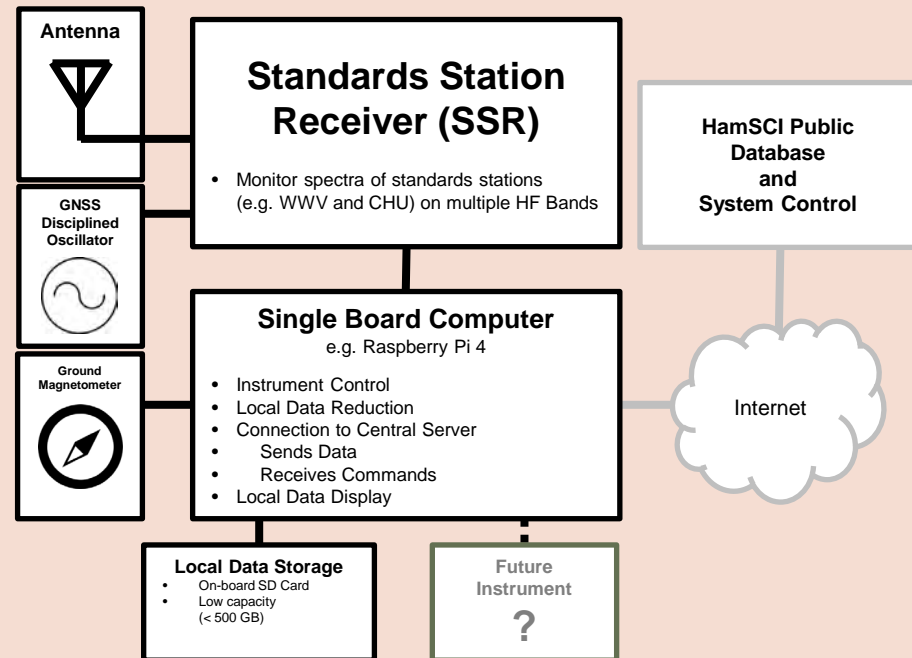 Antenna
Standards Station
Receiver (SSR)
• Monitor spectra of standards stations
(e.g. WWV and CHU) on multiple HF Bands
HamSCI Public
Database
and
System Control
GNSS
Disciplined
Oscillator
Single Board Computer
e.g. Raspberry Pi 4
• Instrument Control
• Local Data Reduction
• Connection to Central Server
• Sends Data
• Receives Commands
• Local Data Display
Ground
Magnetometer
Internet
Local Data Storage
• On-board SD Card
• Low capacity
(< 500 GB)
Future
Instrument
?